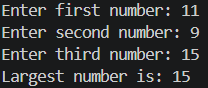 Enter first number: 11
Enter second number: 9
Enter third number: 15
Largest number is: 15